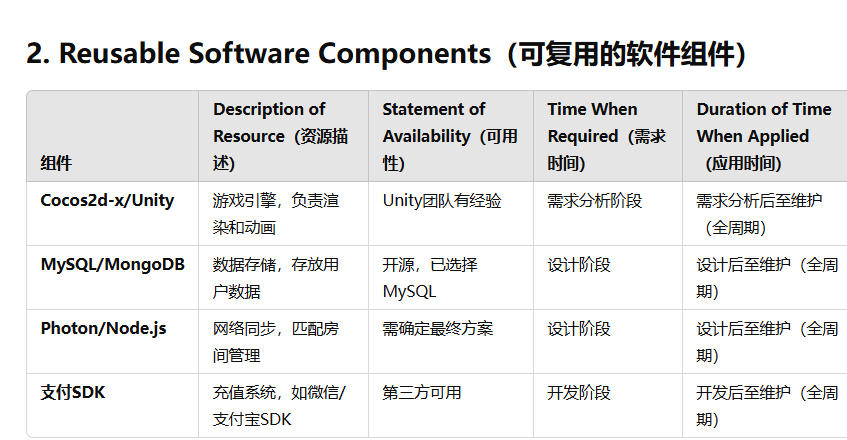 2. Reusable Software Components（可复用的软件组件）
组件
Description of
Resource（资源描
述）
Statement of
Availability（可用
性）
Time When
Required（需求
时间）
Duration of Time
When Applied
（应用时间）
Cocos2d-x/Unity
游戏引擎，负责渲
染和动画
Unity团队有经验
需求分析阶段
需求分析后至维护
（全周期）
MySQL/MongoDB
数据存储，存放用
户数据
开源，已选择
MySQL
设计阶段
设计后至维护（全周
期）
Photon/Node.js
网络同步，匹配房
间管理
需确定最终方案
设计阶段
设计后至维护（全周
期）
支付SDK
充值系统，如微信/
支付宝SDK
第三方可用
开发阶段
开发后至维护（全周
期）